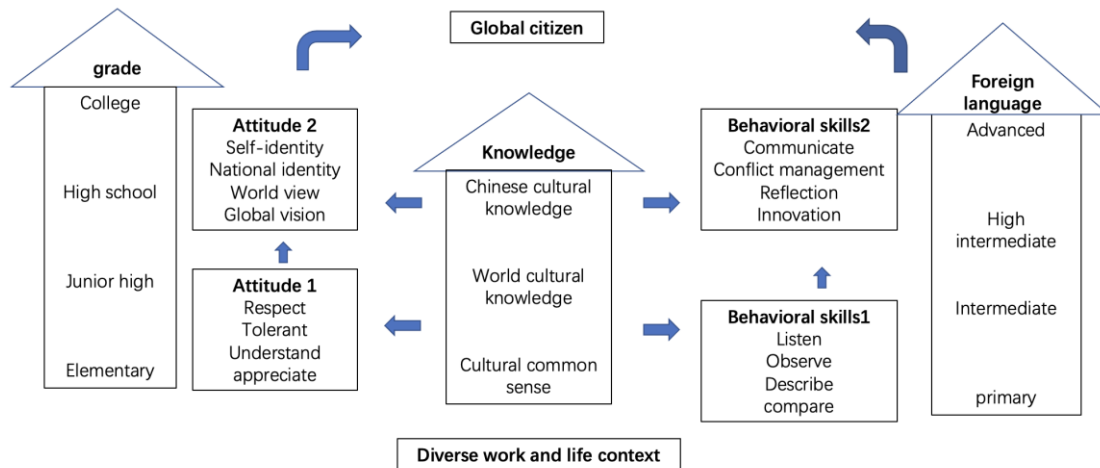 Global citizen
grade
College
High school
Junior high
Elementary
Attitude 2
Self-identity
National identity
World view
Global vision
Attitude 1
Respect
Tolerant
Understand
appreciate
Knowledge
Chinese cultural
knowledge
World cultural
knowledge
Cultural common
sense
Behavioral skills2
Communicate
Conflict management
Reflection
Innovation
Behavioral skills1
Listen
Observe
Describe
compare
Foreign
language
Advanced
High
intermediate
Intermediate
primary
Diverse work and life context